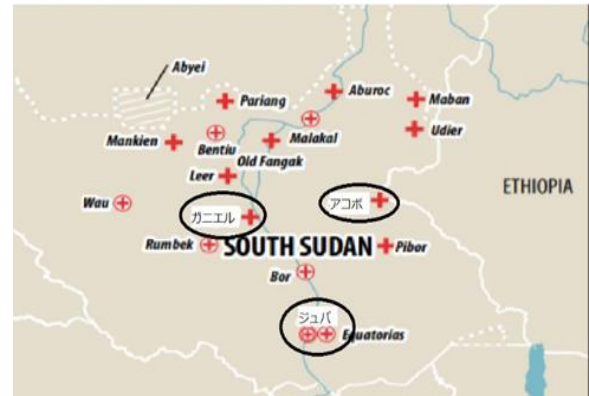 Abyei
Pariang
Aburoc
Maban
Mankien
Bentiu
Malakal
Udier
Old Fangak
Leer
ETHIOPIA
Wau
ガニエル
アコボ
Rumbek
SOUTH SUDAN
Pibor
Bor
ジュバ
Equatorias